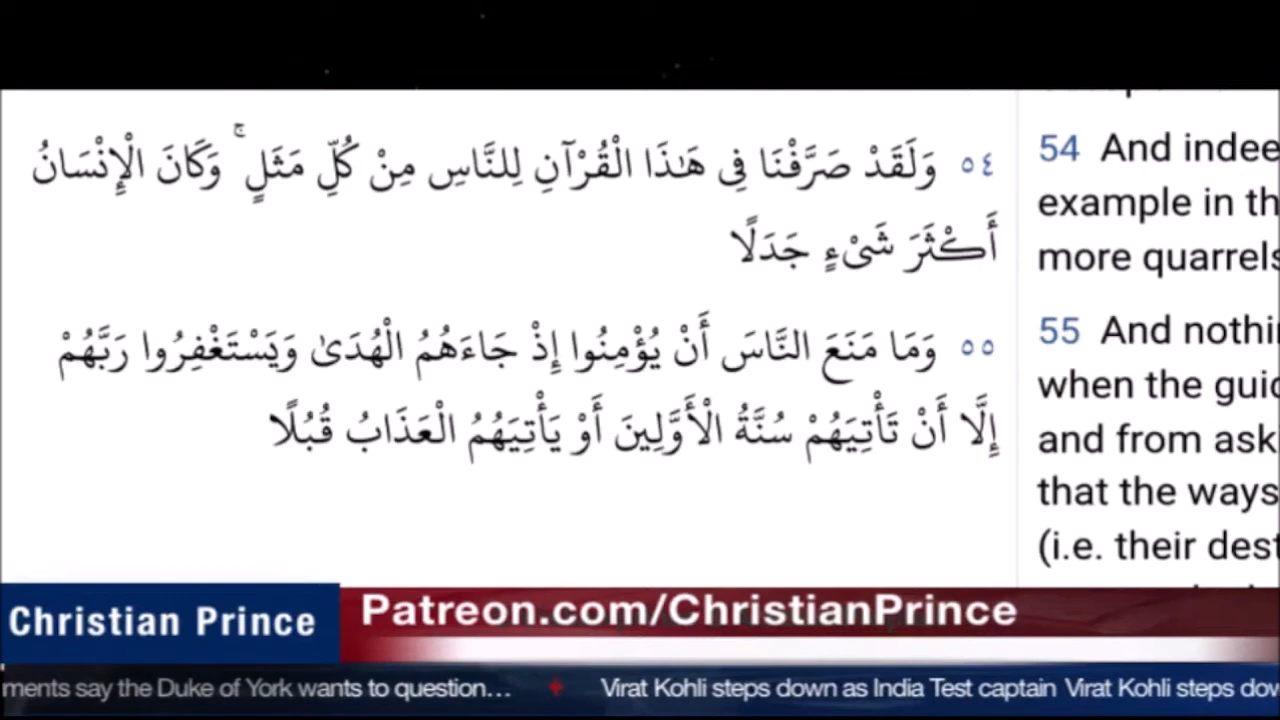 ٥٤ وَلَقَدْ صَرَّفْنَا فِى هَـٰذَا الْقُرْآنِ لِلنَّاسِ مِنْ كُلِّ مَثَلٍ ۚ وَكَانَ الْإِنْسَانُ
أَكْثَرَ شَىْءٍ جَدَلًا
٥٥ وَمَا مَنَعَ النَّاسَ أَنْ يُؤْمِنُوا إِذْ جَاءَهُمُ الْهُدَىٰ وَيَسْتَغْفِرُوا رَبَّهُمْ
إِلَّا أَنْ تَأْتِيَهُمْ سُنَّةُ الْأَوَّلِينَ أَوْ يَأْتِيَهُمُ الْعَذَابُ قُبُلًا
54 And indee
example in th
more quarrels
55 And nothi
when the guid
and from ask
that the ways
(i.e. their dest
Christian Prince
Patreon.com/ChristianPrince
ments say the Duke of York wants to question... Virat Kohli steps down as India Test captain Virat Kohli steps dow